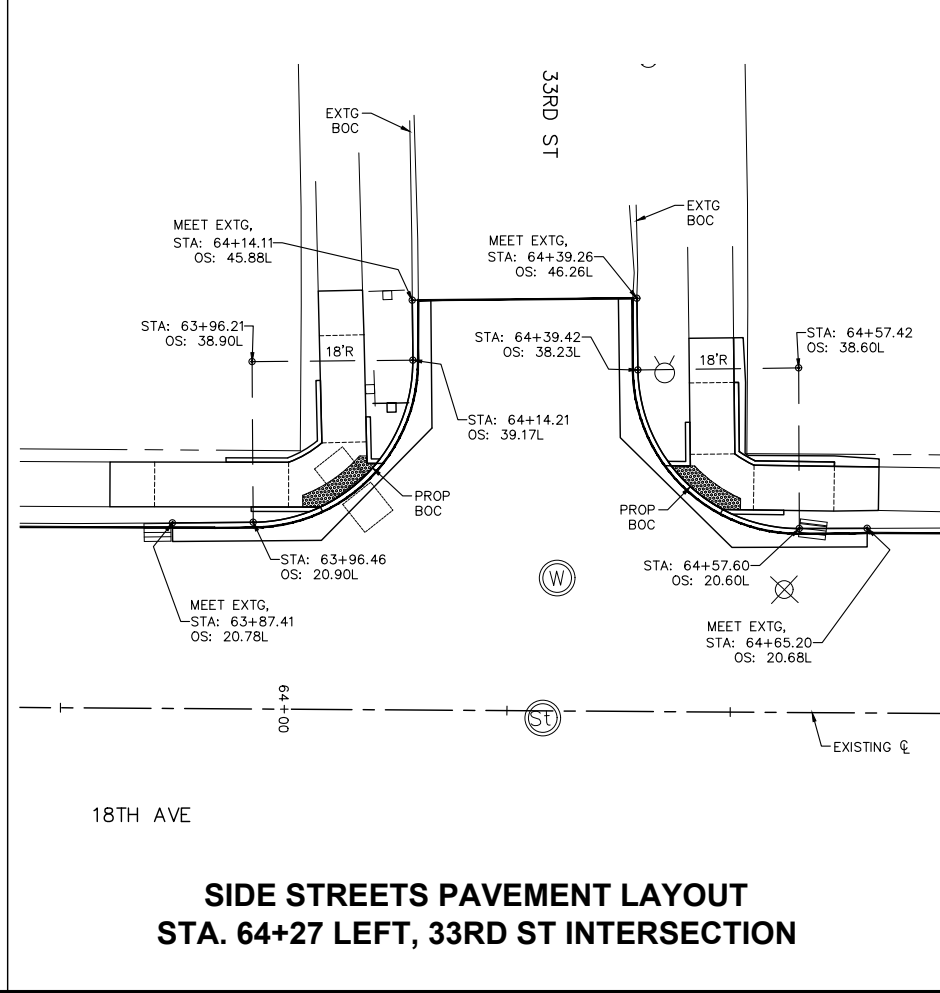 33RD ST
EXTG
BOC
EXTG
BOC
MEET EXTG,
STA: 64+14.11
OS: 45.88L
MEET EXTG,
STA: 64+39.26
OS: 46.26L
STA: 63+96.21
OS: 38.90L
18'R
STA: 64+39.42
OS: 38.23L
18'R
STA: 64+57.42
OS: 38.60L
STA: 64+14.21
OS: 39.17L
PROP
BOC
PROP
BOC
STA: 63+96.46
OS: 20.90L
W
STA: 64+57.60
OS: 20.60L
MEET EXTG,
STA: 63+87.41
OS: 20.78L
MEET EXTG,
STA: 64+65.20
OS: 20.68L
64+00
St
EXISTING ℄
18TH AVE
SIDE STREETS PAVEMENT LAYOUT
STA. 64+27 LEFT, 33RD ST INTERSECTION